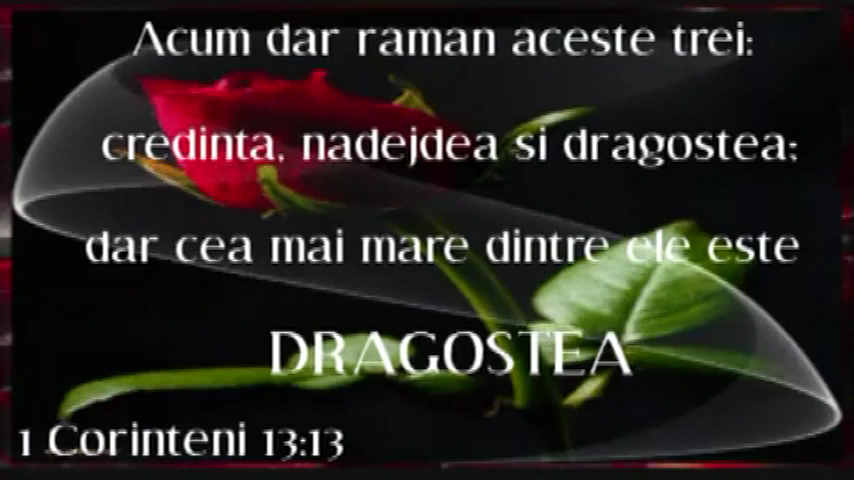 Acum dar raman aceste trei:
credinta, nadejdea si dragostea;
dar cea mai mare dintre ele este
DRAGOSTEA
1 Corinteni 13:13